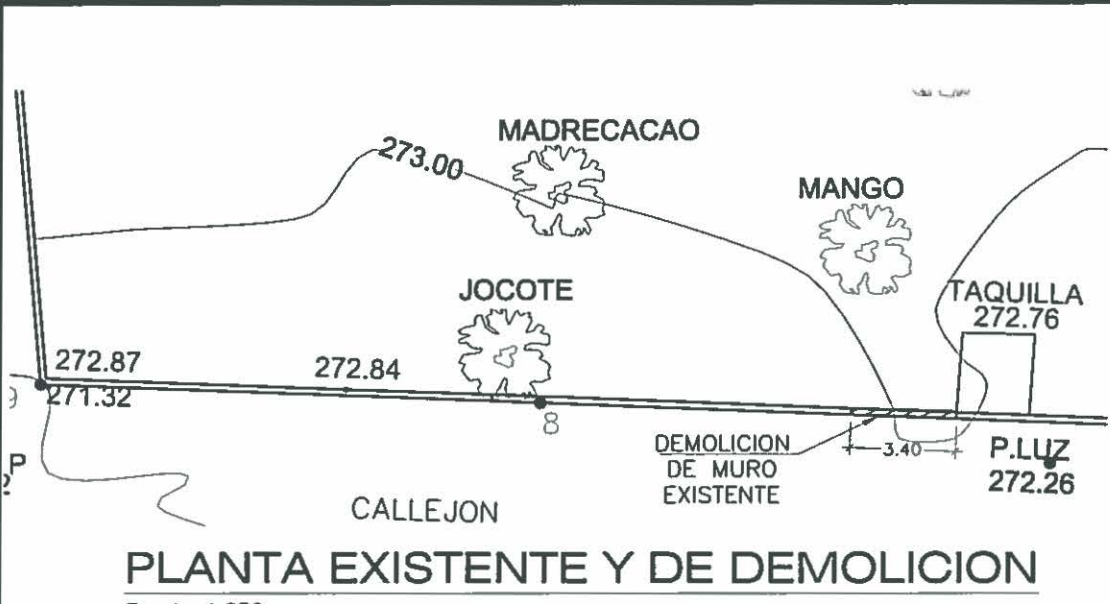 MADRECACAO
273.00
MANGO
JOCOTE
TAQUILLA
272.76
272.87
272.84
271.32
8
DEMOLICION
DE MURO
EXISTENTE
3.40
P.LUZ
272.26
P
CALLEJON
PLANTA EXISTENTE Y DE DEMOLICION